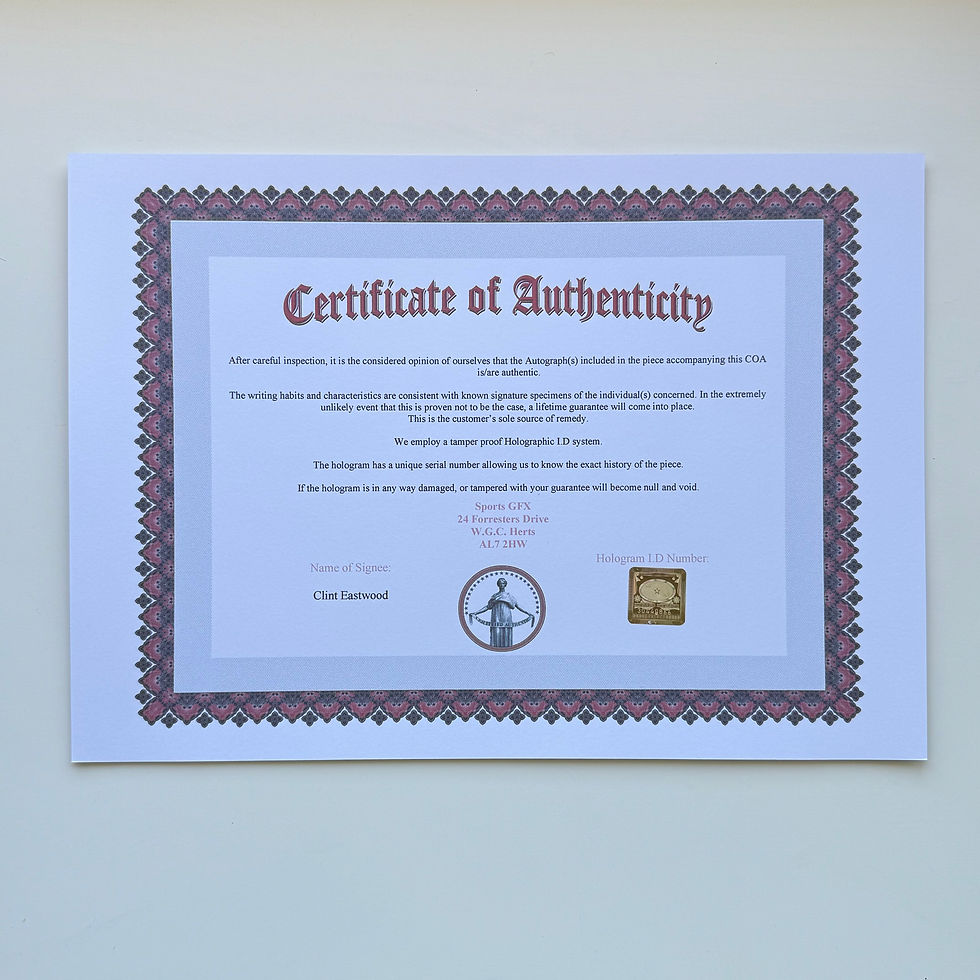 Certificate of Authenticity
After careful inspection, it is the considered opinion of ourselves that the Autograph(s) included in the piece accompanying this COA
is/are authentic.
The writing habits and characteristics are consistent with known signature specimens of the individual(s) concerned. In the extremely
unlikely event that this is proven not to be the case, a lifetime guarantee will come into place.
This is the customer's sole source of remedy.
We employ a tamper proof Holographic I.D system.
The hologram has a unique serial number allowing us to know the exact history of the piece.
If the hologram is in any way damaged, or tampered with your guarantee will become null and void.
Sports GFX
24 Forresters Drive
W.G.C. Herts
AL7 2HW
Name of Signee:
Clint Eastwood
Hologram I.D Number: